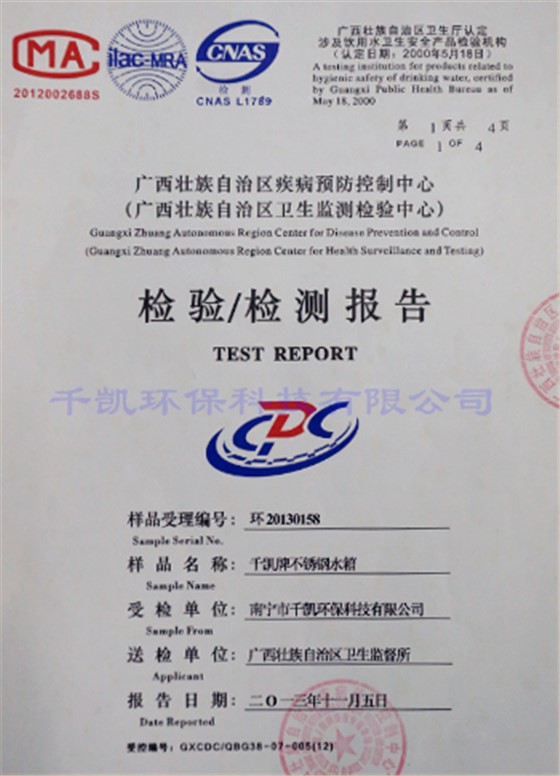 MA
2012002688S
ilac-MRA
CNAS
检 测
CNAS L1789
广西壮族自治区卫生厅认定
涉及饮用水卫生安全产品检验机构
(认定日期：2000年5月18日)
A testing institution for products related to
hygienic safety of drinking water, certified
by Guangxi Public Health Bureau as of
May 18, 2000
第 1 页共 4 页
PAGE 1 OF 4
广西壮族自治区疾病预防控制中心
(广西壮族自治区卫生监测检验中心)
Guangxi Zhuang Autonomous Region Center for Disease Prevention and Control
(Guangxi Zhuang Autonomous Region Center for Health Surveillance and Testing)
检验/检测报告
TEST REPORT
千凯环保科技有限公司
CDC
样品受理编号：环20130158
Sample Serial No.
样品名称：千凯牌不锈钢水箱
Sample Name
受检单位：南宁市千凯环保科技有限公司
Sample From
送检单位：广西壮族自治区卫生监督所
Applicant
报告日期：二O一三年十一月五日
Date Reported
受控编号：GXCDC/QBG38-07-005(12)